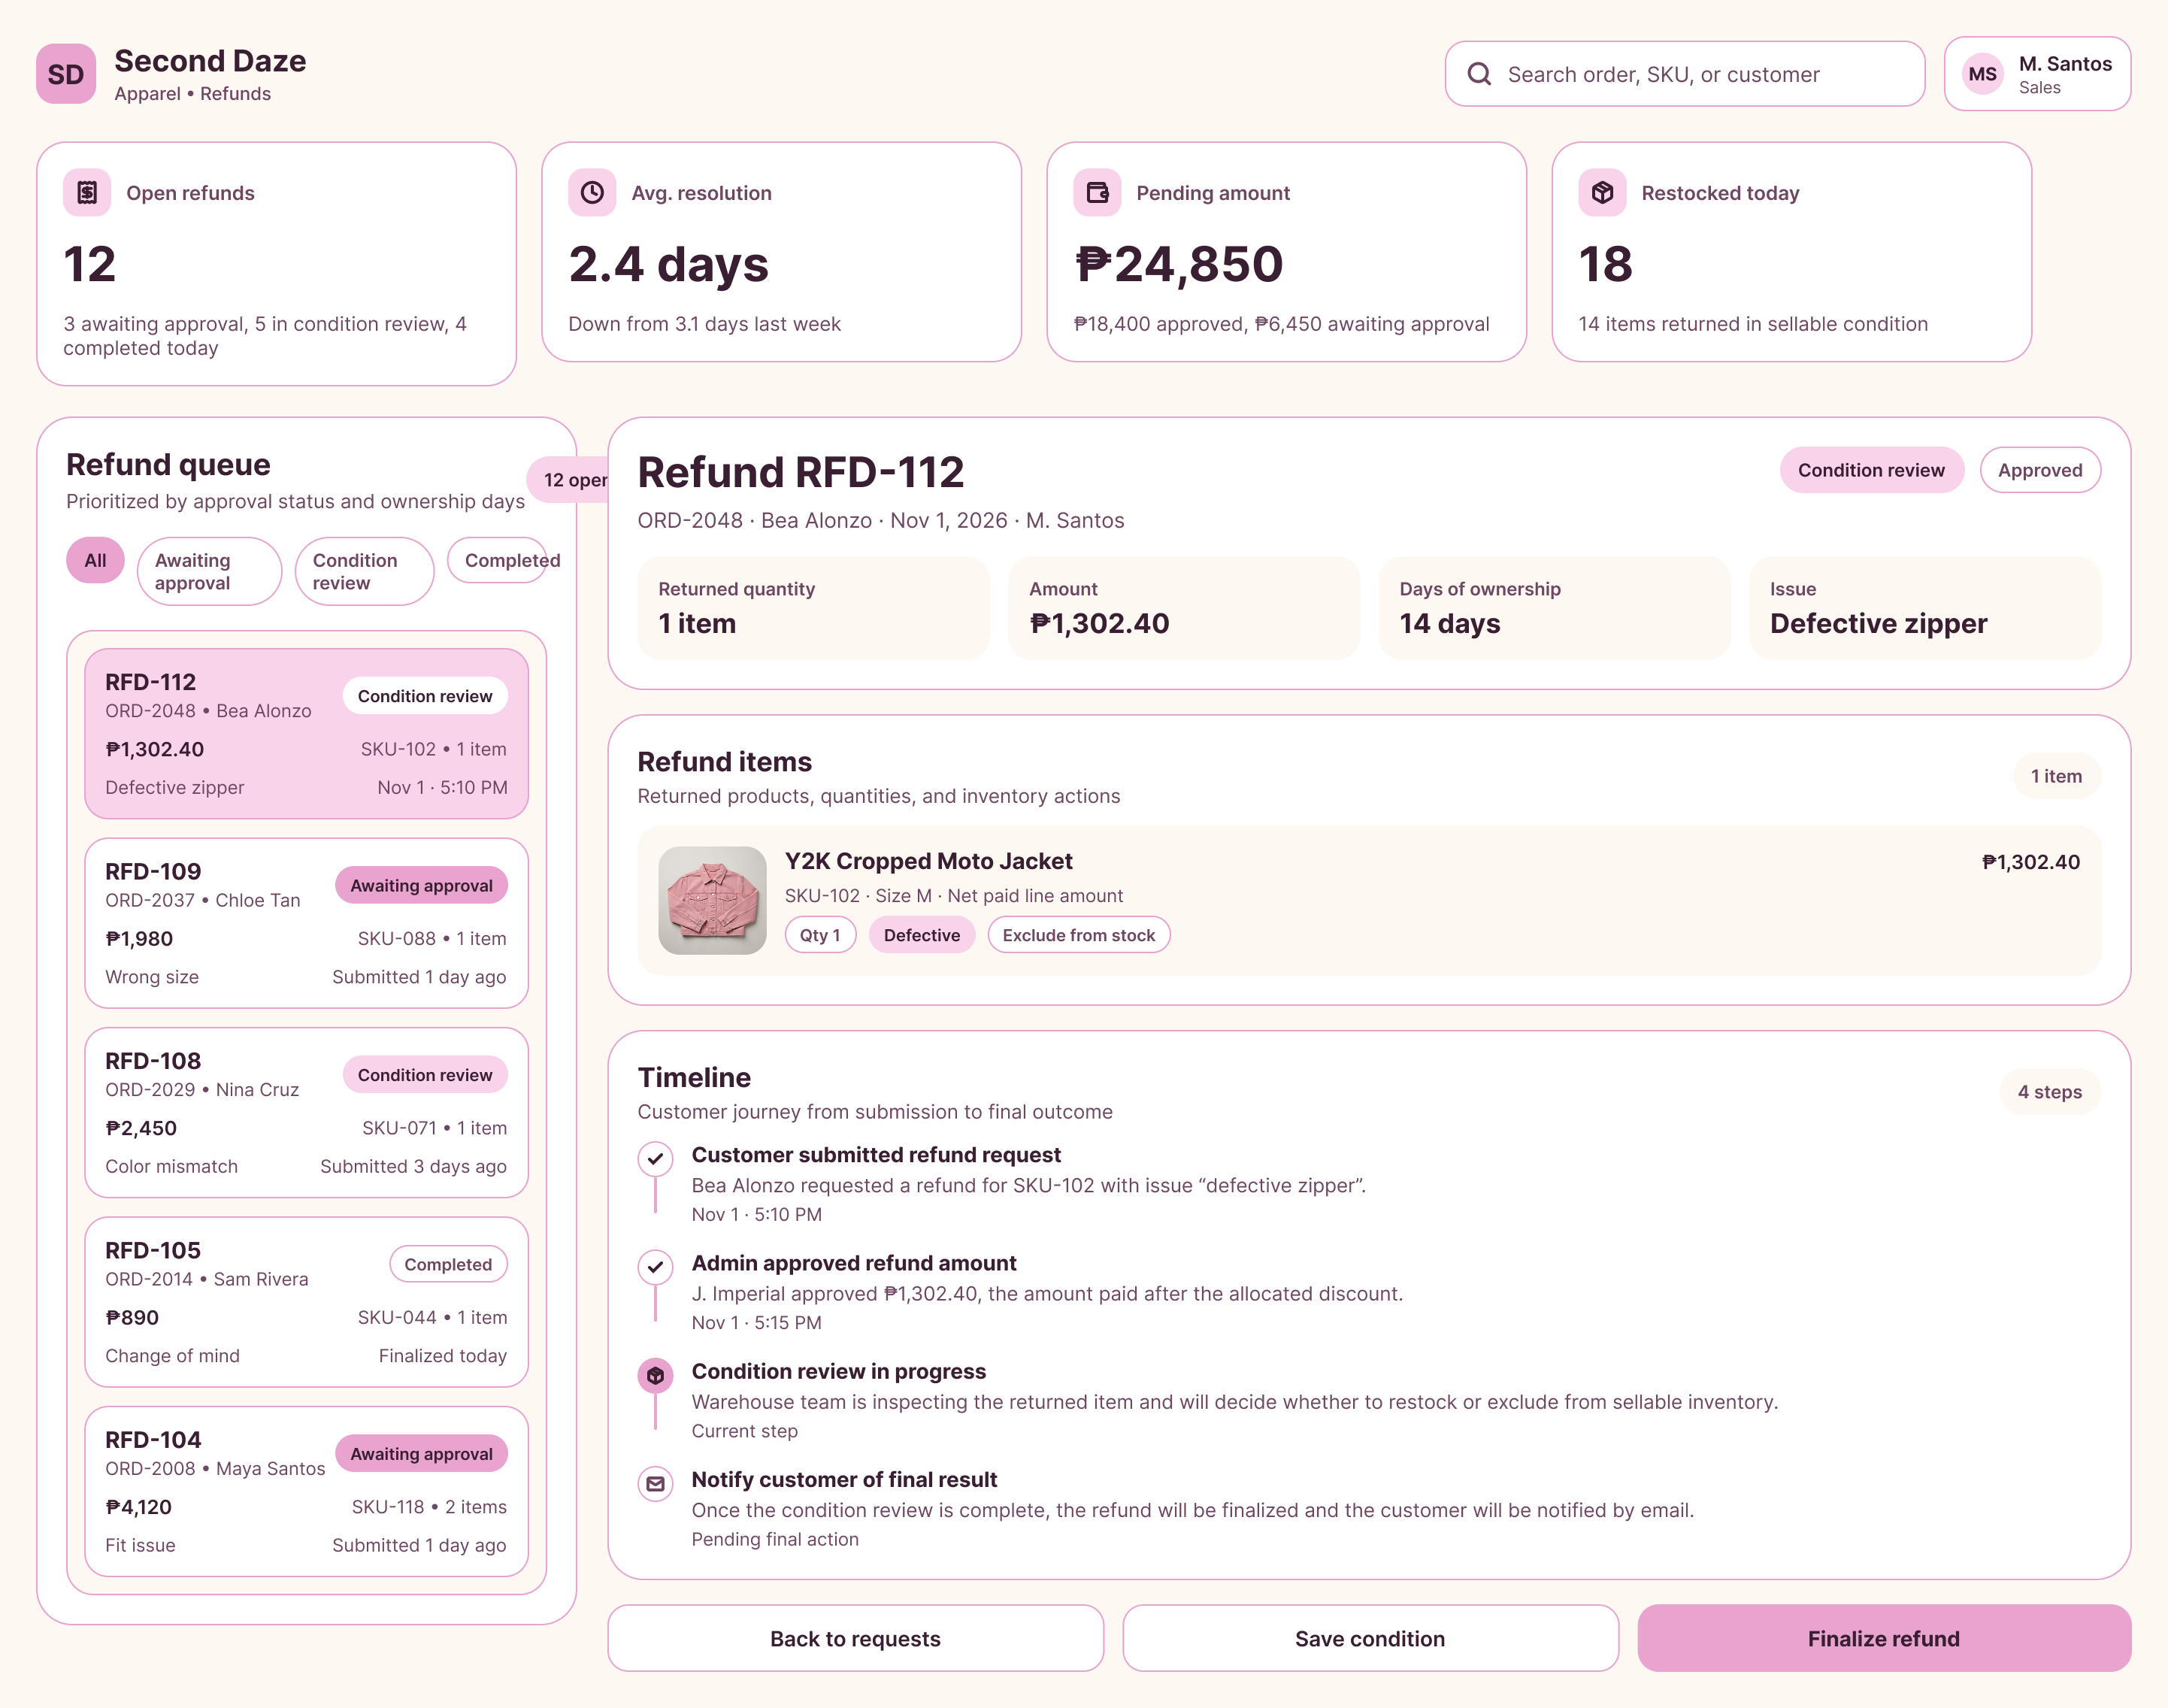 SD
Second Daze
Apparel • Refunds
Search order, SKU, or customer
MS
M. Santos
Sales
Open refunds
12
3 awaiting approval, 5 in condition review, 4
completed today
Avg. resolution
2.4 days
Down from 3.1 days last week
Pending amount
₱24,850
₱18,400 approved, ₱6,450 awaiting approval
Restocked today
18
14 items returned in sellable condition
Refund queue
Prioritized by approval status and ownership days
12 oper
All
Awaiting
approval
Condition
review
Completed
RFD-112
ORD-2048 • Bea Alonzo
Condition review
₱1,302.40
SKU-102 • 1 item
Defective zipper
Nov 1 · 5:10 PM
RFD-109
ORD-2037 • Chloe Tan
Awaiting approval
₱1,980
SKU-088 • 1 item
Wrong size
Submitted 1 day ago
RFD-108
ORD-2029 • Nina Cruz
Condition review
₱2,450
SKU-071 • 1 item
Color mismatch
Submitted 3 days ago
RFD-105
ORD-2014 • Sam Rivera
Completed
₱890
SKU-044 • 1 item
Change of mind
Finalized today
RFD-104
ORD-2008 • Maya Santos
Awaiting approval
₱4,120
SKU-118 • 2 items
Fit issue
Submitted 1 day ago
Refund RFD-112
Condition review
Approved
ORD-2048 · Bea Alonzo · Nov 1, 2026 · M. Santos
Returned quantity
1 item
Amount
₱1,302.40
Days of ownership
14 days
Issue
Defective zipper
Refund items
Returned products, quantities, and inventory actions
1 item
Y2K Cropped Moto Jacket
₱1,302.40
SKU-102 · Size M · Net paid line amount
Qty 1
Defective
Exclude from stock
Timeline
Customer journey from submission to final outcome
4 steps
Customer submitted refund request
Bea Alonzo requested a refund for SKU-102 with issue “defective zipper”.
Nov 1 · 5:10 PM
Admin approved refund amount
J. Imperial approved ₱1,302.40, the amount paid after the allocated discount.
Nov 1 · 5:15 PM
Condition review in progress
Warehouse team is inspecting the returned item and will decide whether to restock or exclude from sellable inventory.
Current step
Notify customer of final result
Once the condition review is complete, the refund will be finalized and the customer will be notified by email.
Pending final action
Back to requests
Save condition
Finalize refund